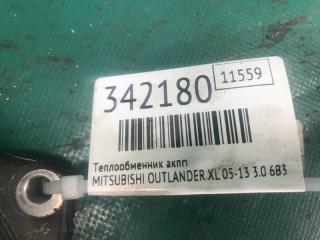 342180
11559
Теплообменник акпп
MITSUBISHI OUTLANDER XL 05-13 3.0 6B3